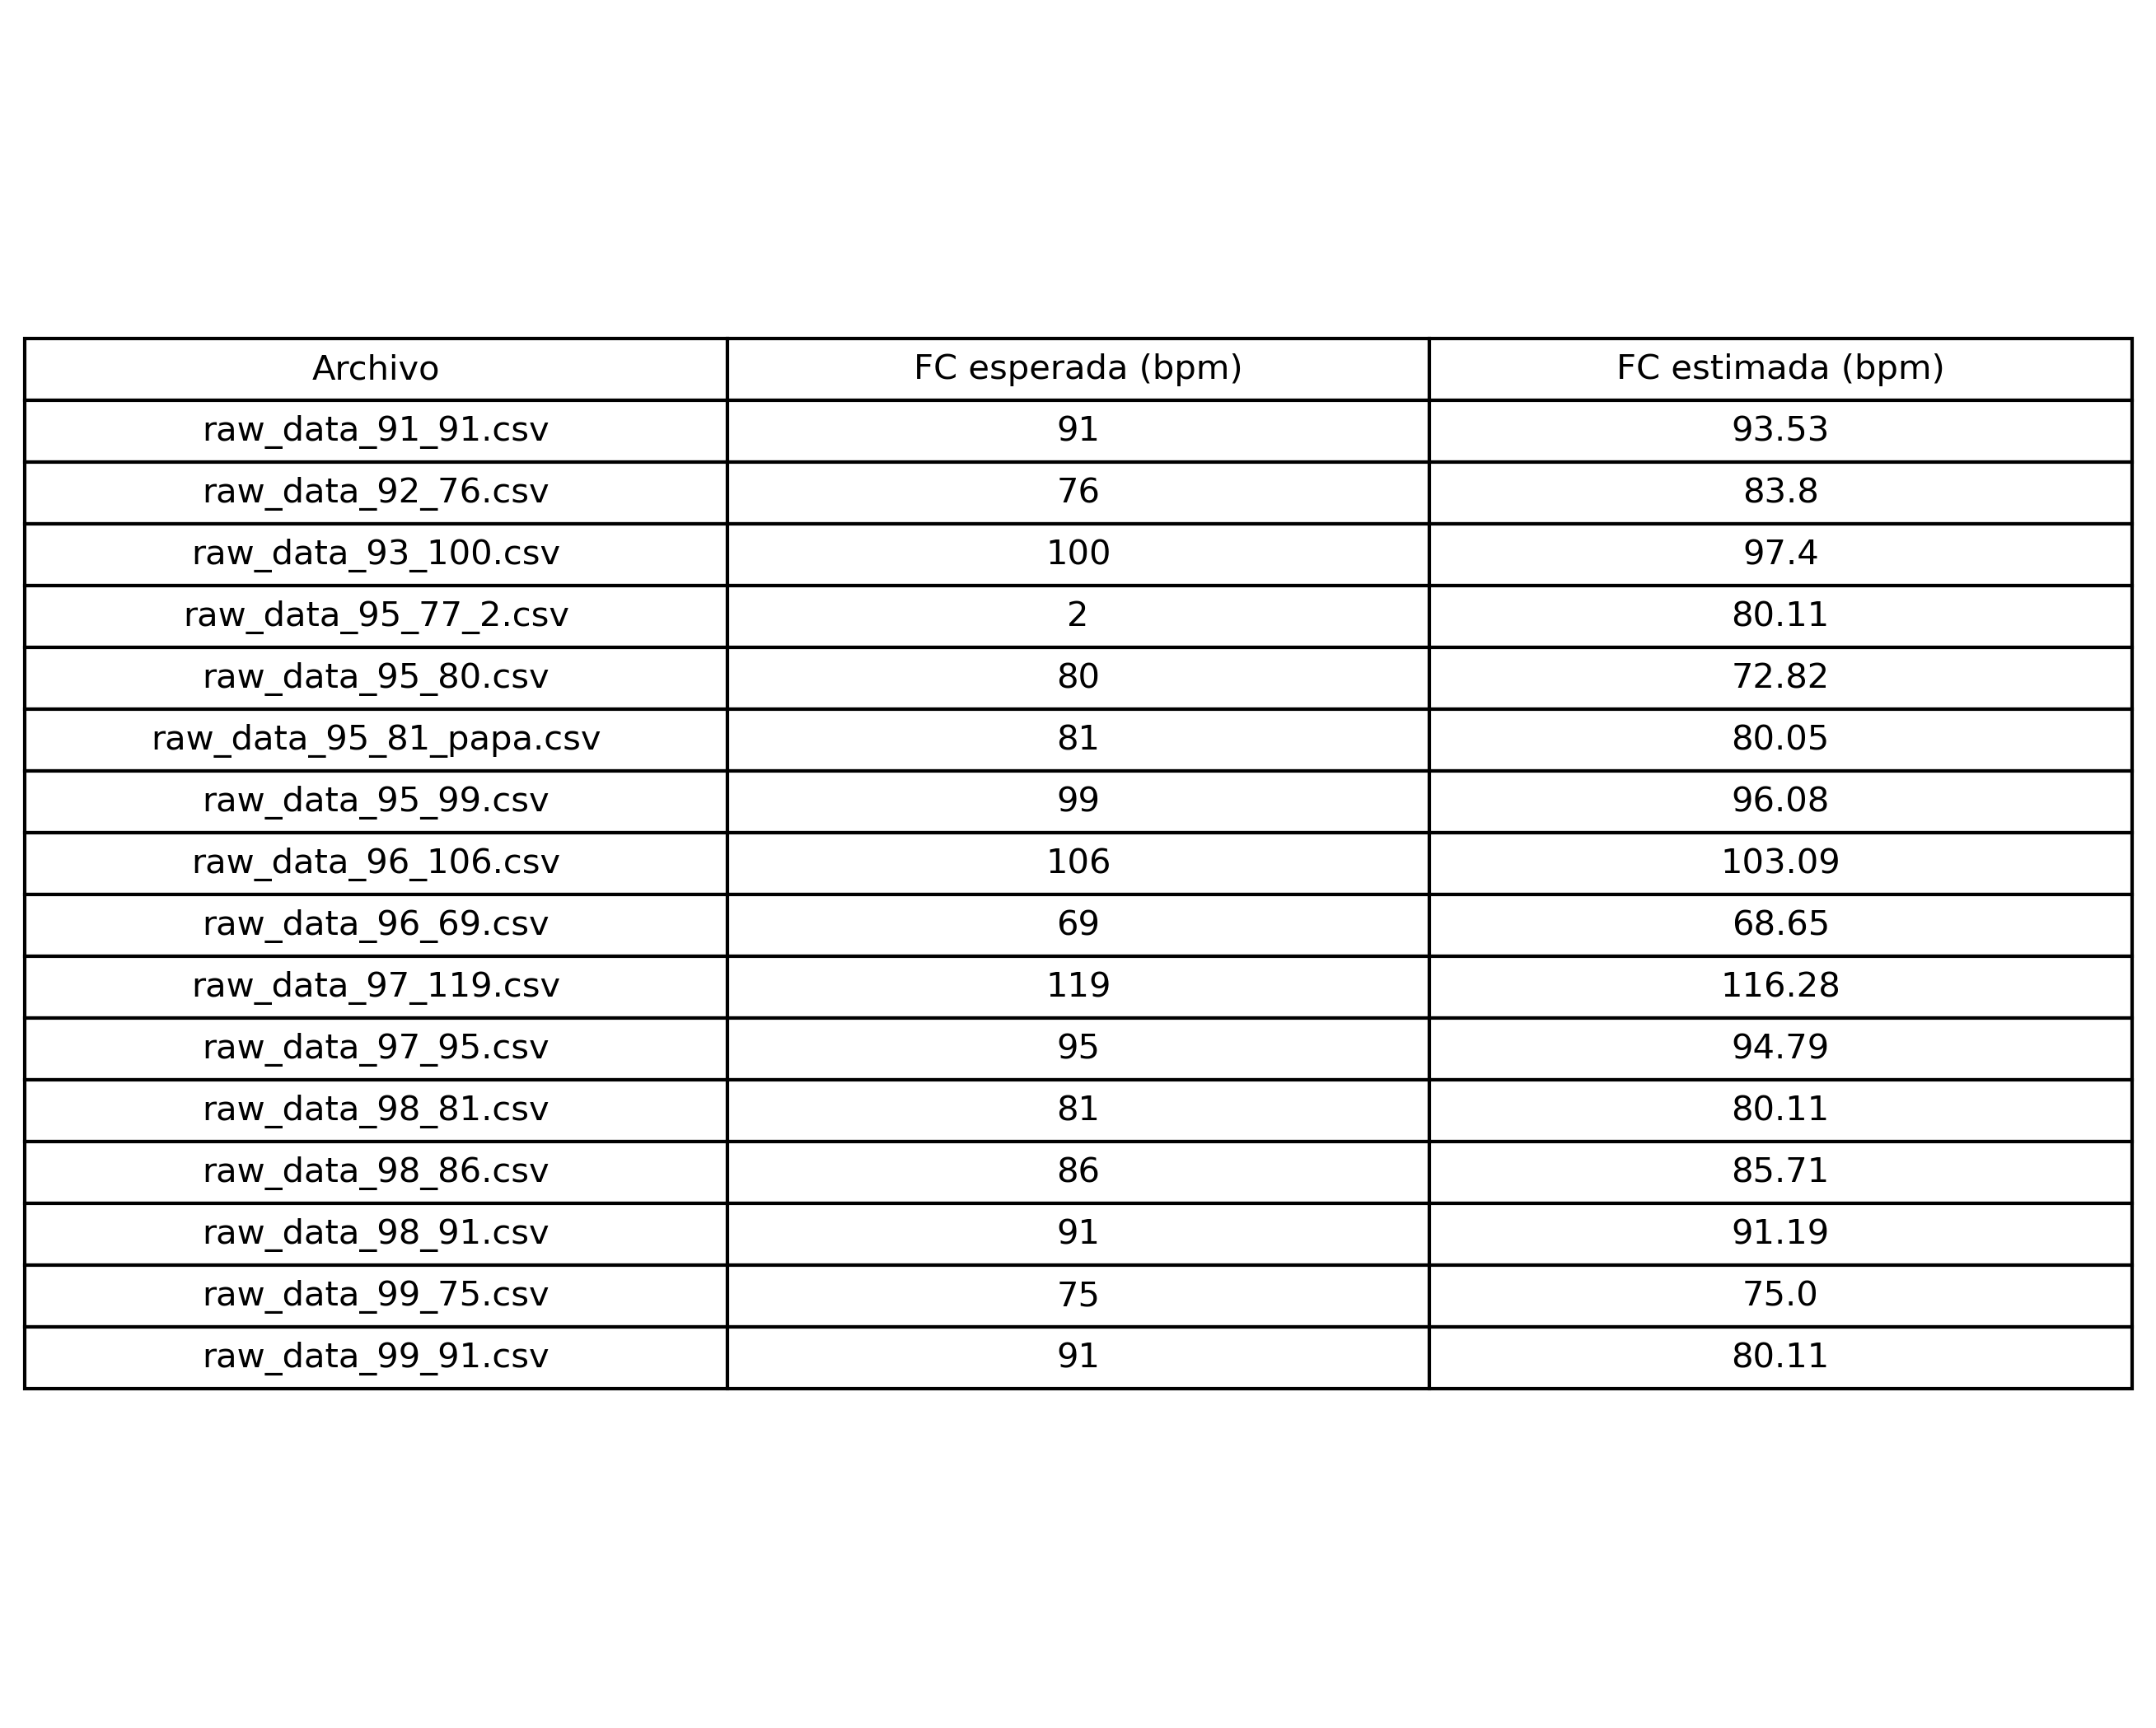 Archivo FC esperada (bpm) FC estimada (bpm)
raw_data_91_91.csv 91 93.53
raw_data_92_76.csv 76 83.8
raw_data_93_100.csv 100 97.4
raw_data_95_77_2.csv 2 80.11
raw_data_95_80.csv 80 72.82
raw_data_95_81_papa.csv 81 80.05
raw_data_95_99.csv 99 96.08
raw_data_96_106.csv 106 103.09
raw_data_96_69.csv 69 68.65
raw_data_97_119.csv 119 116.28
raw_data_97_95.csv 95 94.79
raw_data_98_81.csv 81 80.11
raw_data_98_86.csv 86 85.71
raw_data_98_91.csv 91 91.19
raw_data_99_75.csv 75 75.0
raw_data_99_91.csv 91 80.11